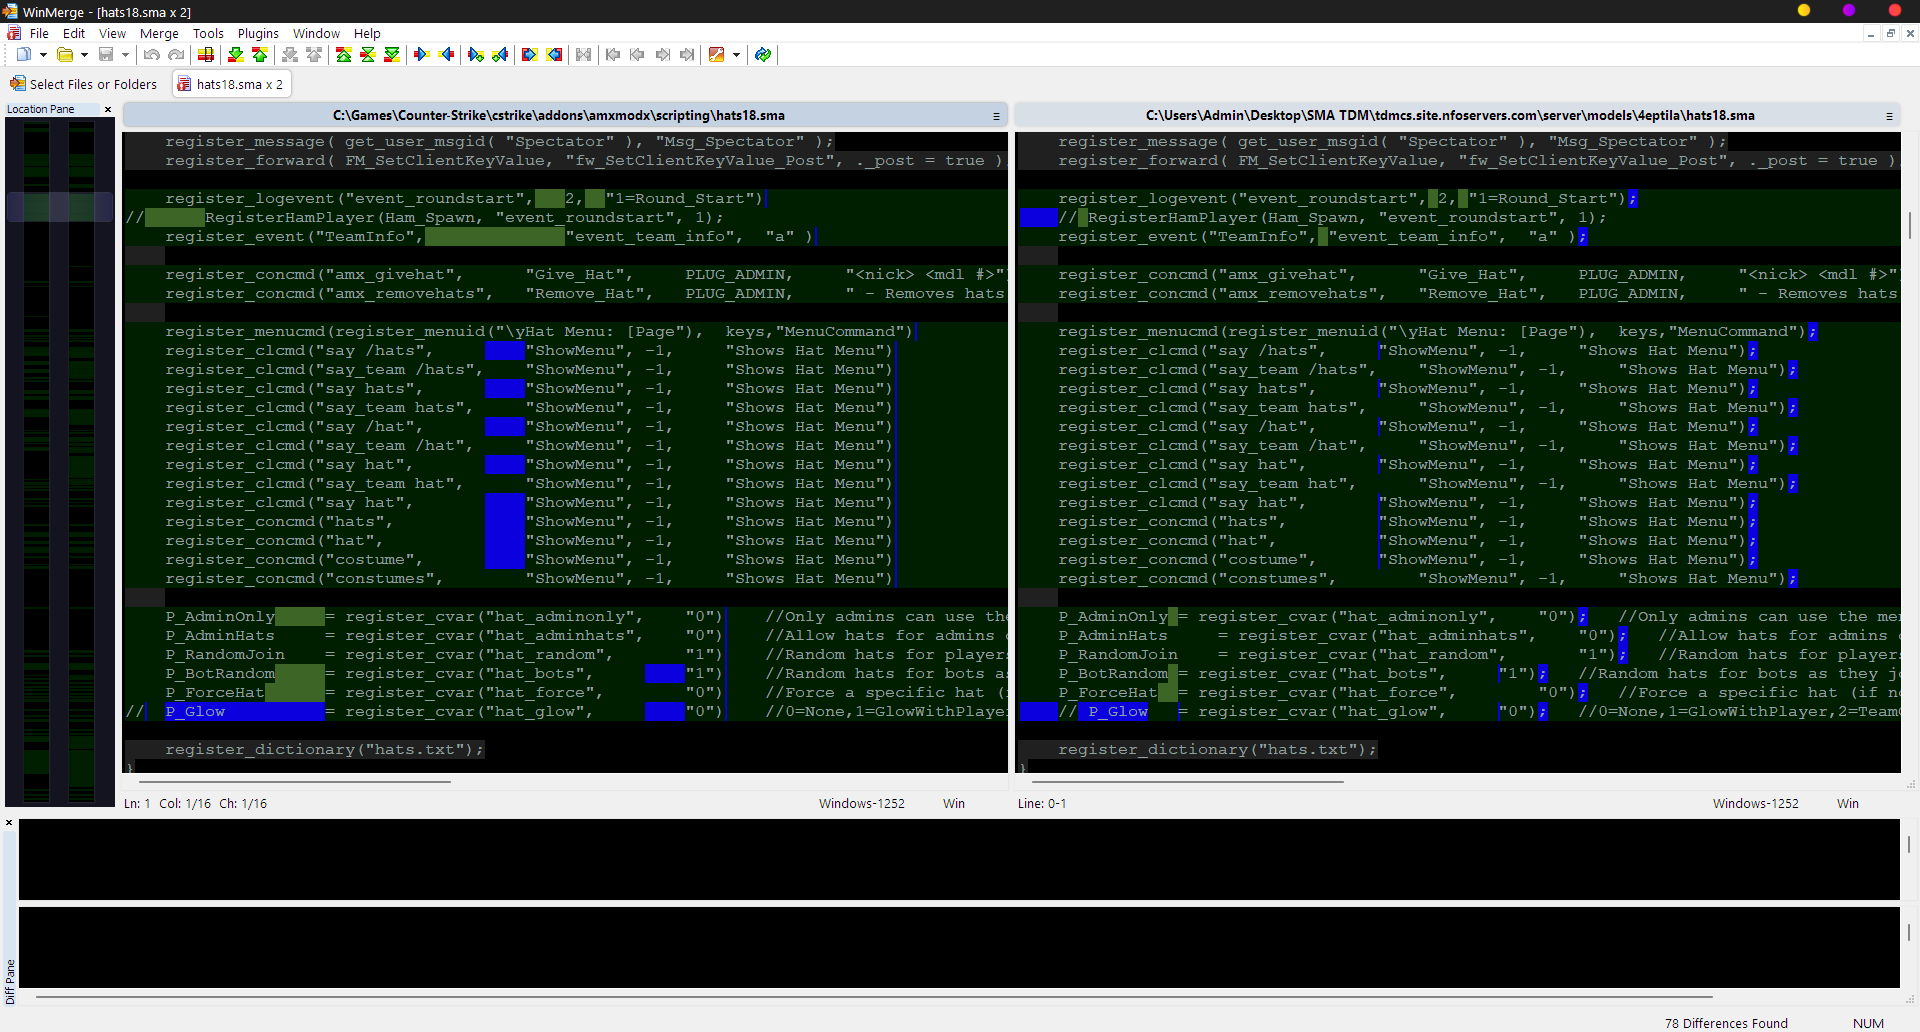 WinMerge - [hats18.sma x 2]
File Edit View Merge Tools Plugins Window Help
Select Files or Folders hats18.sma x 2
Location Pane
C:\Games\Counter-Strike\cstrike\addons\amxmodx\scripting\hats18.sma
register_message( get_user_msgid( "Spectator" ), "Msg_Spectator" );
register_forward( FM_SetClientKeyValue, "fw_SetClientKeyValue_Post", ._post = true )
register_logevent("event_roundstart", 2, "1=Round_Start")
// RegisterHamPlayer(Ham_Spawn, "event_roundstart", 1);
register_event("TeamInfo", "event_team_info", "a" )
register_concmd("amx_givehat", "Give_Hat", PLUG_ADMIN, "<nick> <mdl #>"
register_concmd("amx_removehats", "Remove_Hat", PLUG_ADMIN, " - Removes hats
register_menucmd(register_menuid("\yHat Menu: [Page"), keys,"MenuCommand")
register_clcmd("say /hats", "ShowMenu", -1, "Shows Hat Menu")
register_clcmd("say_team /hats", "ShowMenu", -1, "Shows Hat Menu")
register_clcmd("say hats", "ShowMenu", -1, "Shows Hat Menu")
register_clcmd("say_team hats", "ShowMenu", -1, "Shows Hat Menu")
register_clcmd("say /hat", "ShowMenu", -1, "Shows Hat Menu")
register_clcmd("say_team /hat", "ShowMenu", -1, "Shows Hat Menu")
register_clcmd("say hat", "ShowMenu", -1, "Shows Hat Menu")
register_clcmd("say_team hat", "ShowMenu", -1, "Shows Hat Menu")
register_clcmd("say hat", "ShowMenu", -1, "Shows Hat Menu")
register_concmd("hats", "ShowMenu", -1, "Shows Hat Menu")
register_concmd("hat", "ShowMenu", -1, "Shows Hat Menu")
register_concmd("costume", "ShowMenu", -1, "Shows Hat Menu")
register_concmd("constumes", "ShowMenu", -1, "Shows Hat Menu")
P_AdminOnly = register_cvar("hat_adminonly", "0") //Only admins can use the
P_AdminHats = register_cvar("hat_adminhats", "0") //Allow hats for admins
P_RandomJoin = register_cvar("hat_random", "1") //Random hats for players
P_BotRandom = register_cvar("hat_bots", "1") //Random hats for bots as
P_ForceHat = register_cvar("hat_force", "0") //Force a specific hat (
// P_Glow = register_cvar("hat_glow", "0") //0=None,1=GlowWithPlayer
register_dictionary("hats.txt");
}
Ln: 1 Col: 1/16 Ch: 1/16 Windows-1252 Win
C:\Users\Admin\Desktop\SMA TDM\tdmcs.site.nfoservers.com\server\models\4eptila\hats18.sma
register_message( get_user_msgid( "Spectator" ), "Msg_Spectator" );
register_forward( FM_SetClientKeyValue, "fw_SetClientKeyValue_Post", ._post = true )
register_logevent("event_roundstart", 2, "1=Round_Start");
// RegisterHamPlayer(Ham_Spawn, "event_roundstart", 1);
register_event("TeamInfo", "event_team_info", "a" );
register_concmd("amx_givehat", "Give_Hat", PLUG_ADMIN, "<nick> <mdl #>"
register_concmd("amx_removehats", "Remove_Hat", PLUG_ADMIN, " - Removes hats
register_menucmd(register_menuid("\yHat Menu: [Page"), keys,"MenuCommand");
register_clcmd("say /hats", "ShowMenu", -1, "Shows Hat Menu");
register_clcmd("say_team /hats", "ShowMenu", -1, "Shows Hat Menu");
register_clcmd("say hats", "ShowMenu", -1, "Shows Hat Menu");
register_clcmd("say_team hats", "ShowMenu", -1, "Shows Hat Menu");
register_clcmd("say /hat", "ShowMenu", -1, "Shows Hat Menu");
register_clcmd("say_team /hat", "ShowMenu", -1, "Shows Hat Menu");
register_clcmd("say hat", "ShowMenu", -1, "Shows Hat Menu");
register_clcmd("say_team hat", "ShowMenu", -1, "Shows Hat Menu");
register_clcmd("say hat", "ShowMenu", -1, "Shows Hat Menu");
register_concmd("hats", "ShowMenu", -1, "Shows Hat Menu");
register_concmd("hat", "ShowMenu", -1, "Shows Hat Menu");
register_concmd("costume", "ShowMenu", -1, "Shows Hat Menu");
register_concmd("constumes", "ShowMenu", -1, "Shows Hat Menu");
P_AdminOnly = register_cvar("hat_adminonly", "0"); //Only admins can use the men
P_AdminHats = register_cvar("hat_adminhats", "0"); //Allow hats for admins
P_RandomJoin = register_cvar("hat_random", "1"); //Random hats for players
P_BotRandom = register_cvar("hat_bots", "1"); //Random hats for bots as they jo
P_ForceHat = register_cvar("hat_force", "0"); //Force a specific hat (if no
// P_Glow = register_cvar("hat_glow", "0"); //0=None,1=GlowWithPlayer,2=Team
register_dictionary("hats.txt");
}
Line: 0-1 Windows-1252 Win
Diff Pane
78 Differences Found NUM